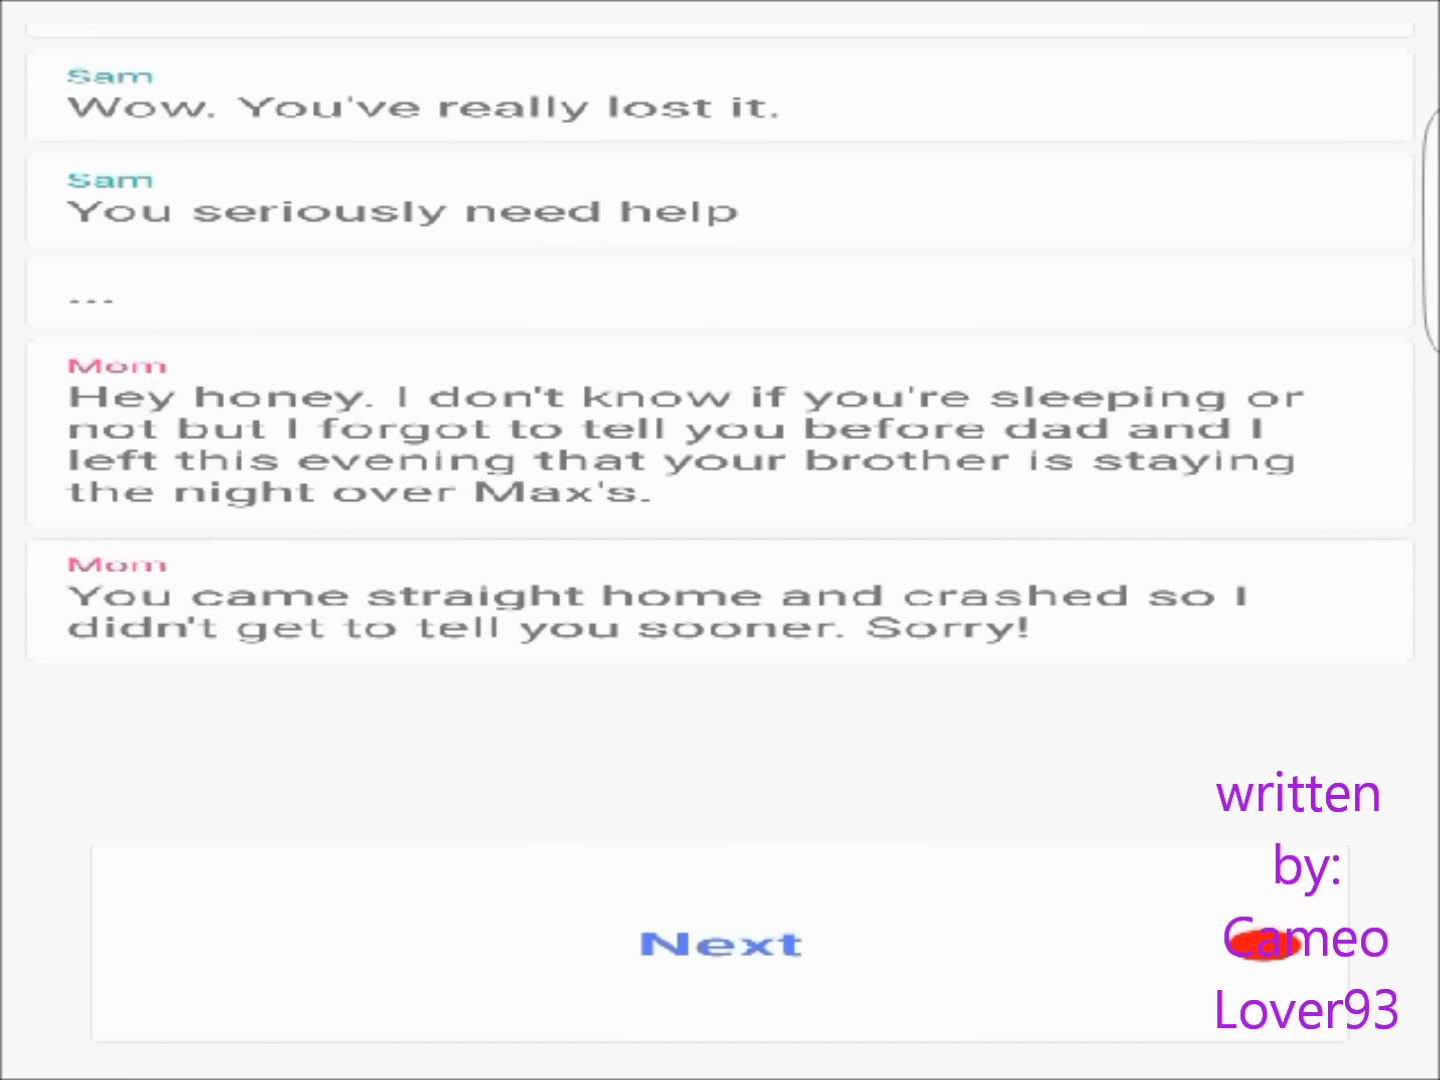 Sam
Wow. You've really lost it.
Sam
You seriously need help
...
Mom
Hey honey. I don't know if you're sleeping or
not but I forgot to tell you before dad and I
left this evening that your brother is staying
the night over Max's.
Mom
You came straight home and crashed so I
didn't get to tell you sooner. Sorry!
Next
written
by:
Cameo
Lover93